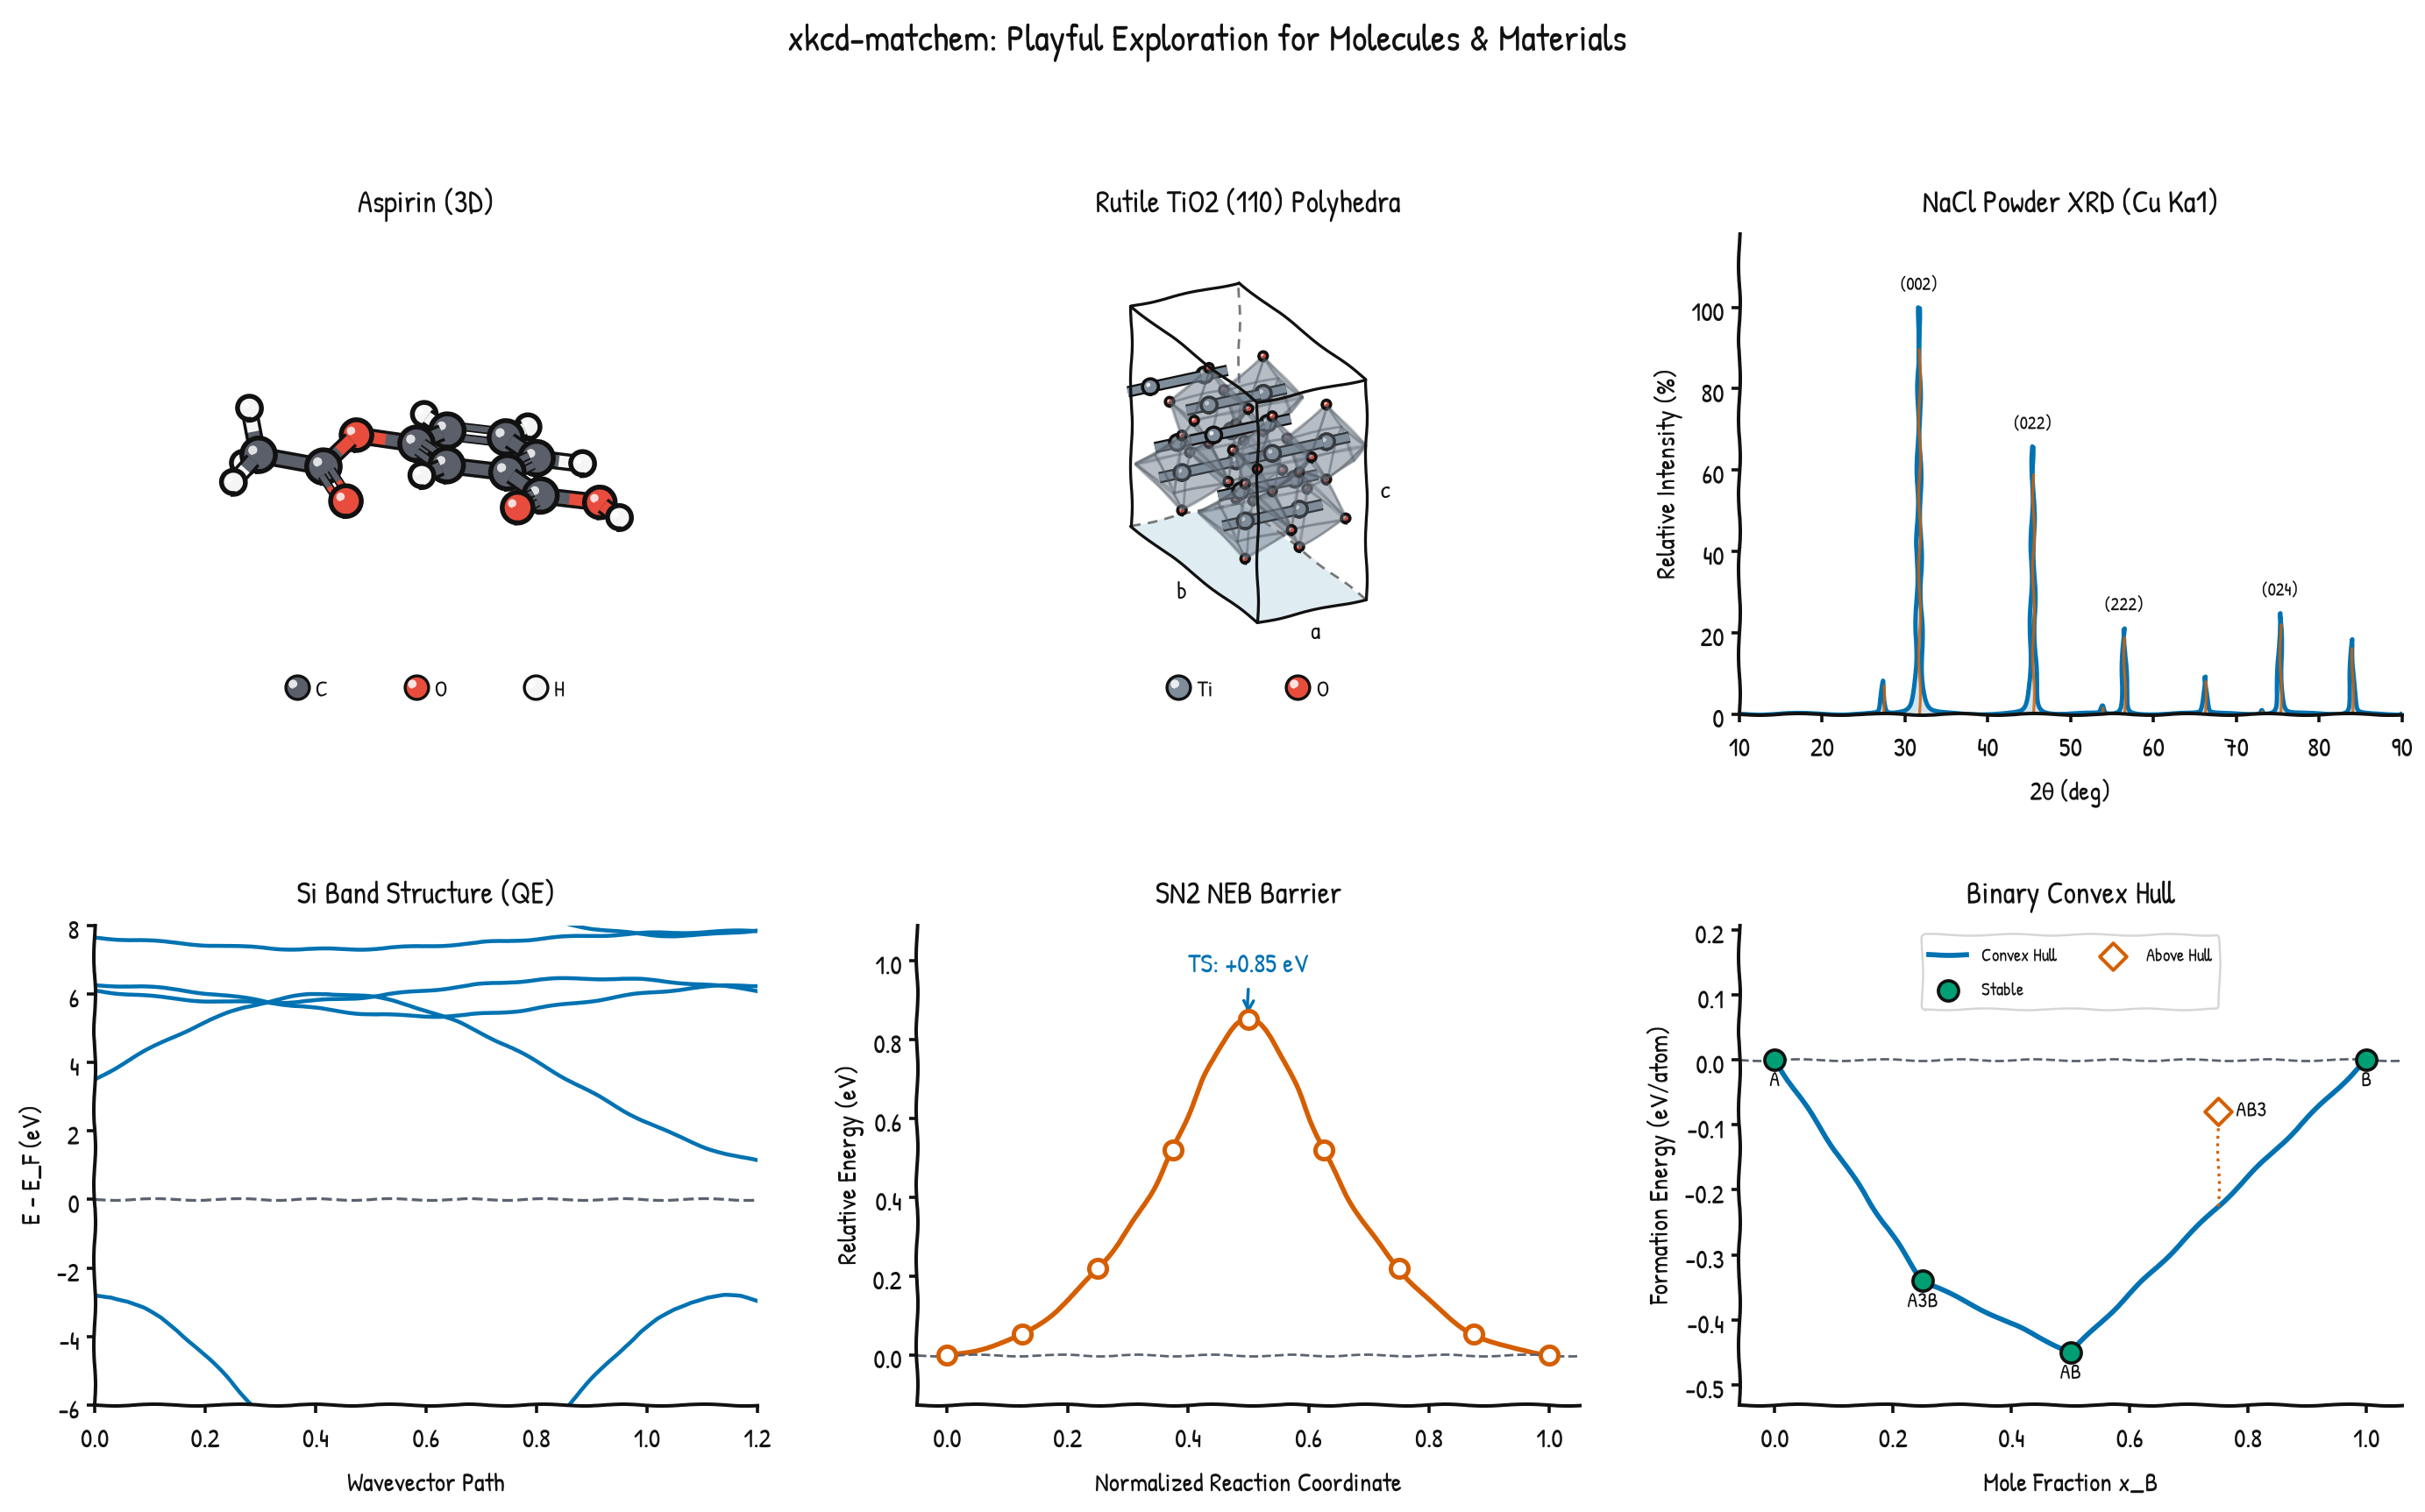 xkcd-matchem: Playful Exploration for Molecules & Materials
Aspirin (3D)
C O H
Rutile TiO2 (110) Polyhedra
c
b
a
Ti O
NaCl Powder XRD (Cu Ka1)
Relative Intensity (%)
100
80
60
40
20
0
(002)
(022)
(222)
(024)
10 20 30 40 50 60 70 80 90
2θ (deg)
Si Band Structure (QE)
E - E_F (eV)
8
6
4
2
0
-2
-4
-6
0.0 0.2 0.4 0.6 0.8 1.0 1.2
Wavevector Path
SN2 NEB Barrier
Relative Energy (eV)
TS: +0.85 eV
1.0
0.8
0.6
0.4
0.2
0.0
0.0 0.2 0.4 0.6 0.8 1.0
Normalized Reaction Coordinate
Binary Convex Hull
Formation Energy (eV/atom)
0.2
0.1
0.0
-0.1
-0.2
-0.3
-0.4
-0.5
Convex Hull Above Hull
Stable
A
B
AB3
A3B
AB
0.0 0.2 0.4 0.6 0.8 1.0
Mole Fraction x_B